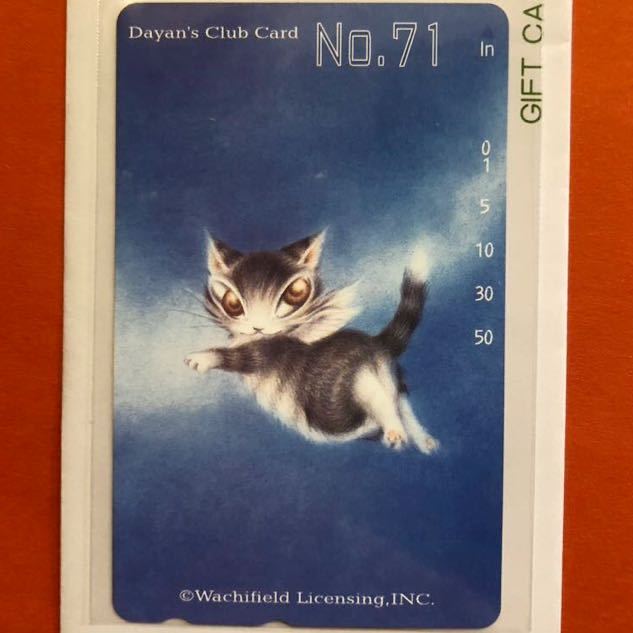 Dayan's Club Card
No.71
In
0
1
5
10
30
50
©Wachifield Licensing,INC.
GIFT CA